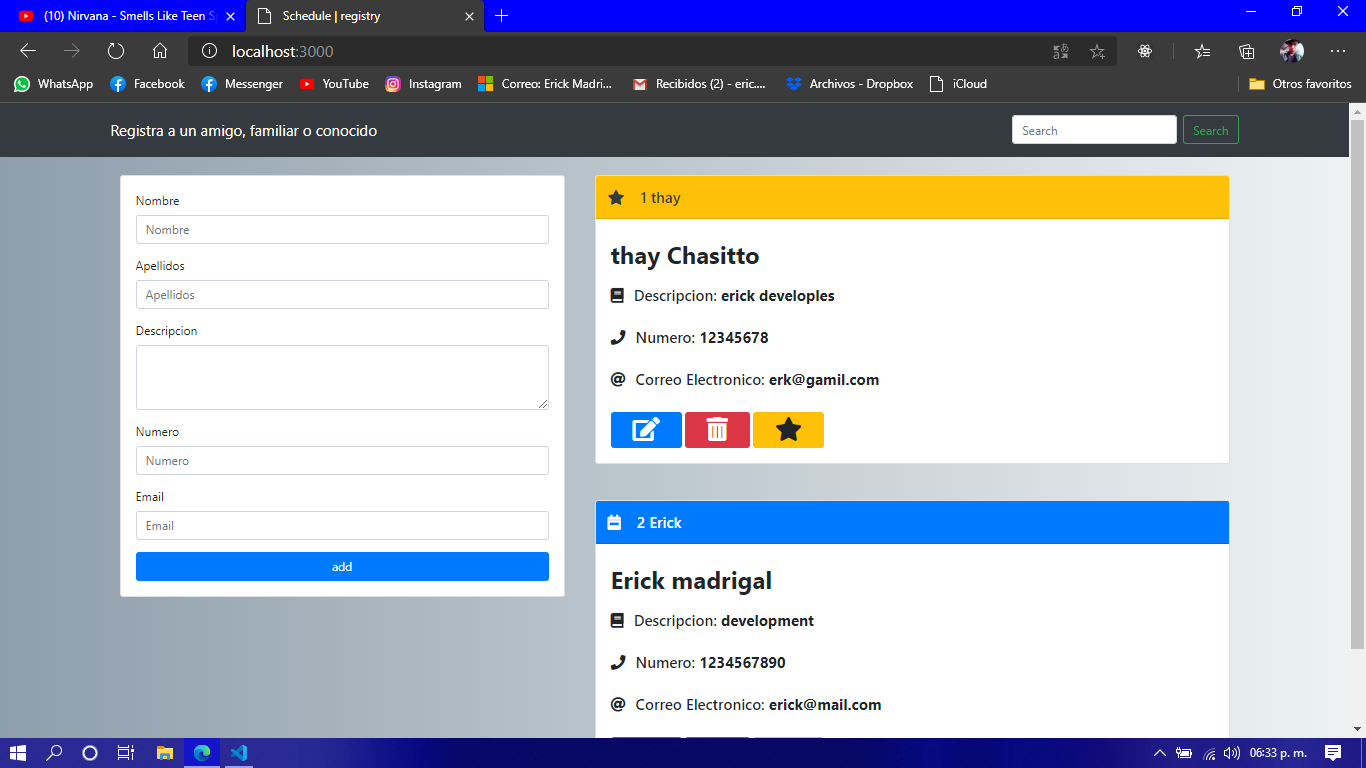 (10) Nirvana - Smells Like Teen S
Schedule | registry
localhost:3000
WhatsApp
Facebook
Messenger
YouTube
Instagram
Correo: Erick Madri...
Recibidos (2) - eric....
Archivos - Dropbox
iCloud
Otros favoritos
Registra a un amigo, familiar o conocido
Search
Search
Nombre
Nombre
Apellidos
Apellidos
Descripcion
Numero
Numero
Email
Email
add
1 thay
thay Chasitto
Descripcion: erick developles
Numero: 12345678
Correo Electronico: erk@gamil.com
2 Erick
Erick madrigal
Descripcion: development
Numero: 1234567890
Correo Electronico: erick@mail.com
06:33 p. m.